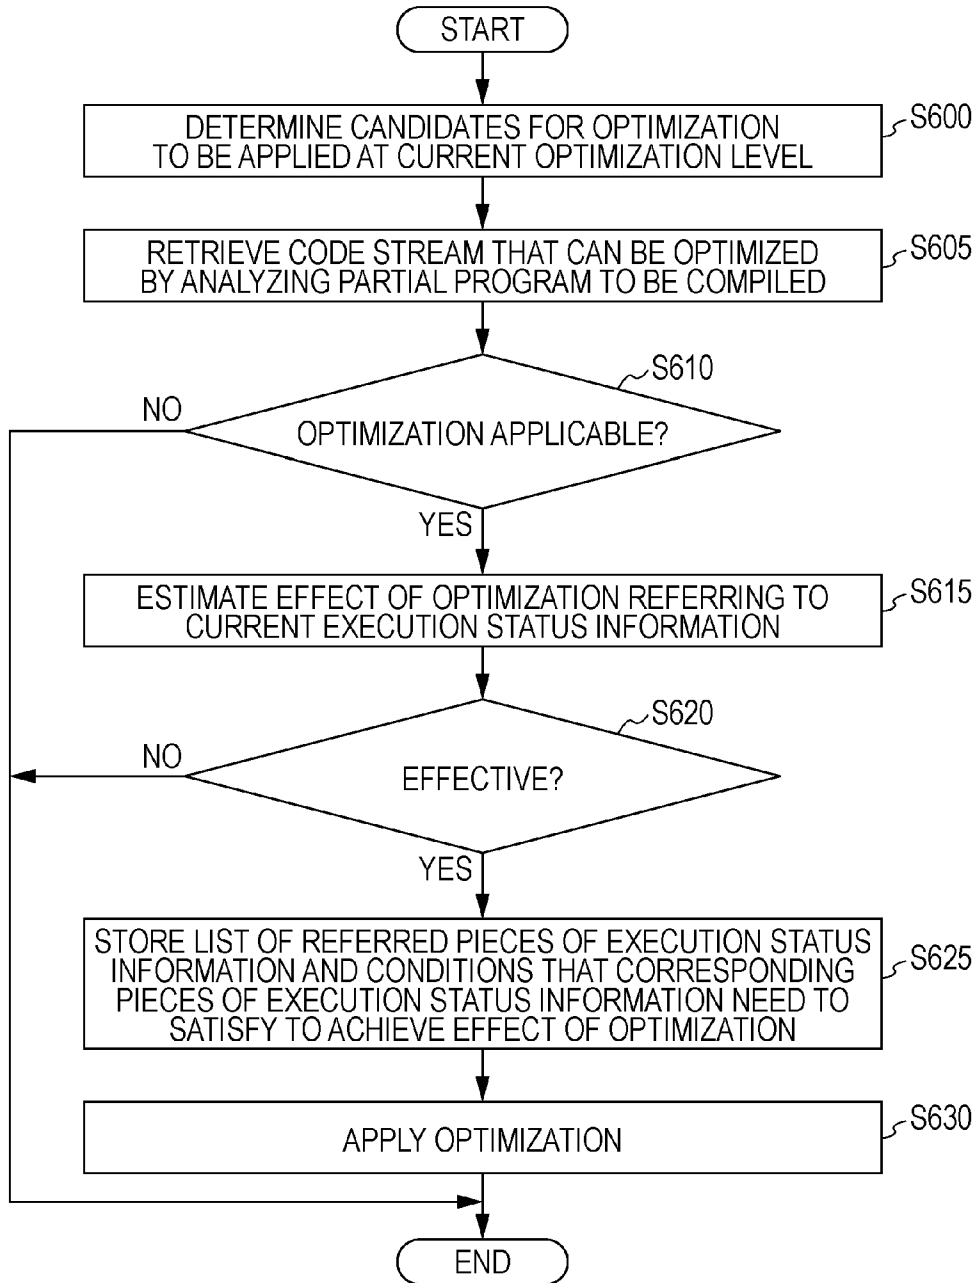 START
S600
DETERMINE CANDIDATES FOR OPTIMIZATION
TO BE APPLIED AT CURRENT OPTIMIZATION LEVEL
S605
RETRIEVE CODE STREAM THAT CAN BE OPTIMIZED
BY ANALYZING PARTIAL PROGRAM TO BE COMPILED
S610
NO
OPTIMIZATION APPLICABLE?
YES
S615
ESTIMATE EFFECT OF OPTIMIZATION REFERRING TO
CURRENT EXECUTION STATUS INFORMATION
S620
NO
EFFECTIVE?
YES
STORE LIST OF REFERRED PIECES OF EXECUTION STATUS
INFORMATION AND CONDITIONS THAT CORRESPONDING
S625
PIECES OF EXECUTION STATUS INFORMATION NEED TO
SATISFY TO ACHIEVE EFFECT OF OPTIMIZATION
S630
APPLY OPTIMIZATION
END